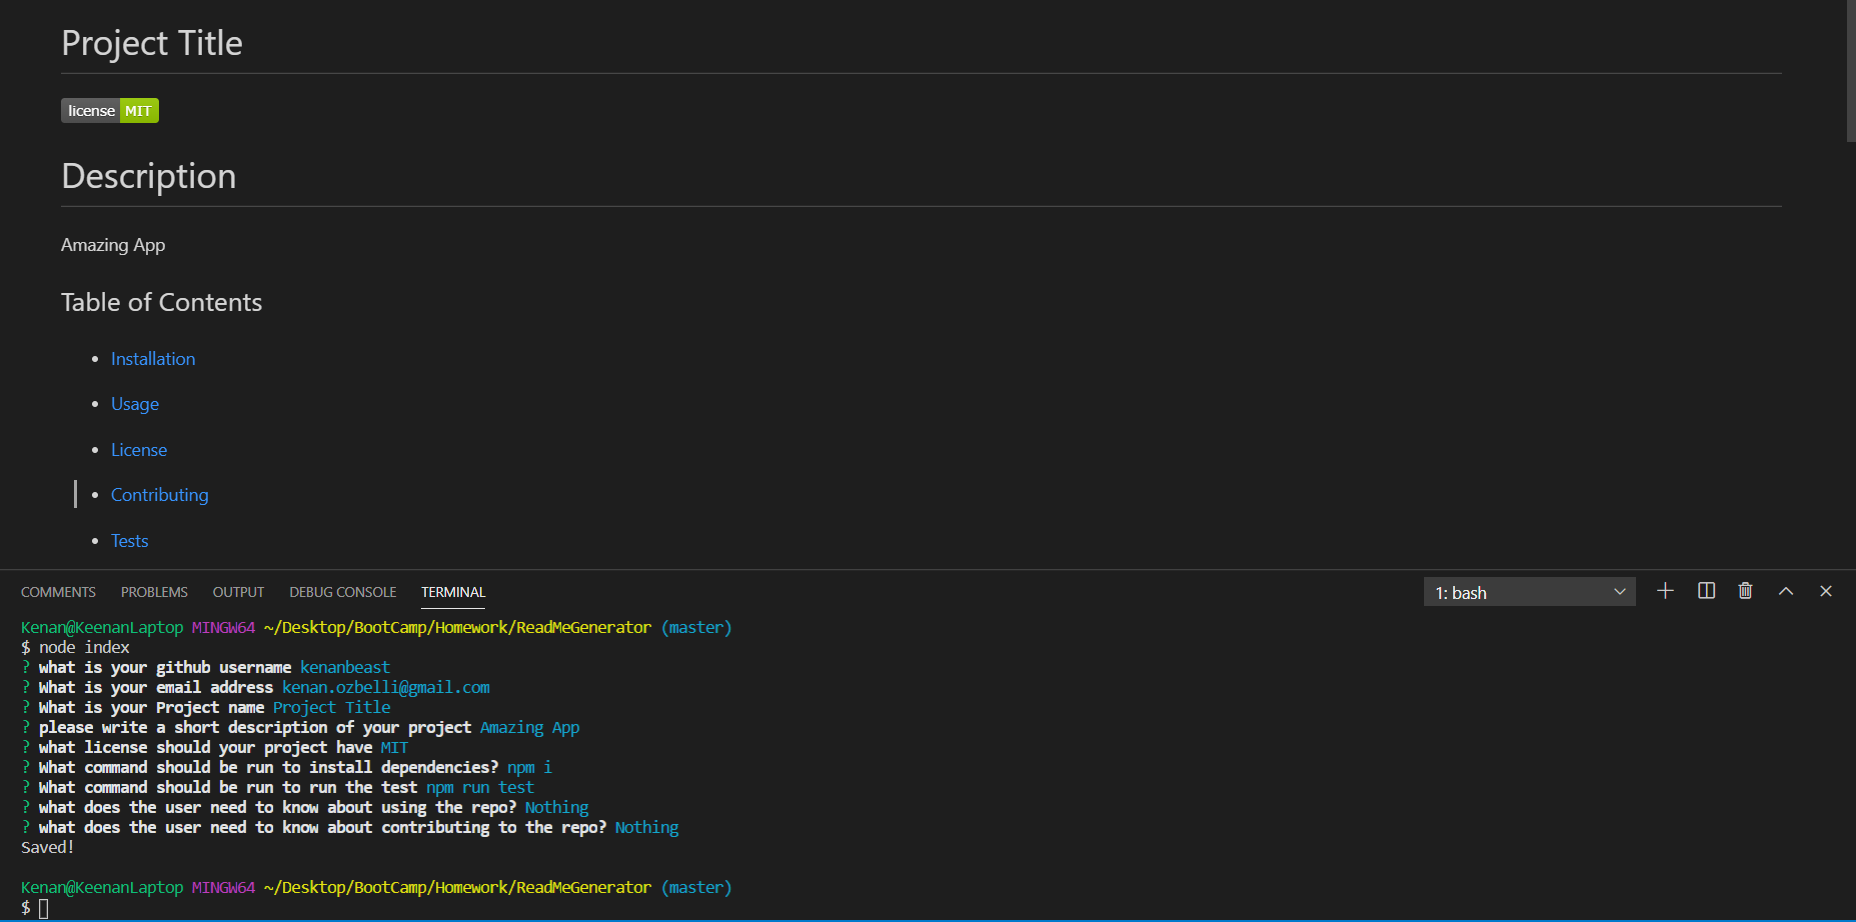 Project Title
license MIT
Description
Amazing App
Table of Contents
Installation
Usage
License
Contributing
Tests
COMMENTS PROBLEMS OUTPUT DEBUG CONSOLE TERMINAL 1: bash
Kenan@KeenanLaptop MINGW64 ~/Desktop/BootCamp/Homework/ReadMeGenerator (master)
$ node index
? what is your github username kenanbeast
? What is your email address kenan.ozbelli@gmail.com
? What is your Project name Project Title
? please write a short description of your project Amazing App
? what license should your project have MIT
? What command should be run to install dependencies? npm i
? What command should be run to run the test npm run test
? what does the user need to know about using the repo? Nothing
? what does the user need to know about contributing to the repo? Nothing
Saved!
Kenan@KeenanLaptop MINGW64 ~/Desktop/BootCamp/Homework/ReadMeGenerator (master)
$